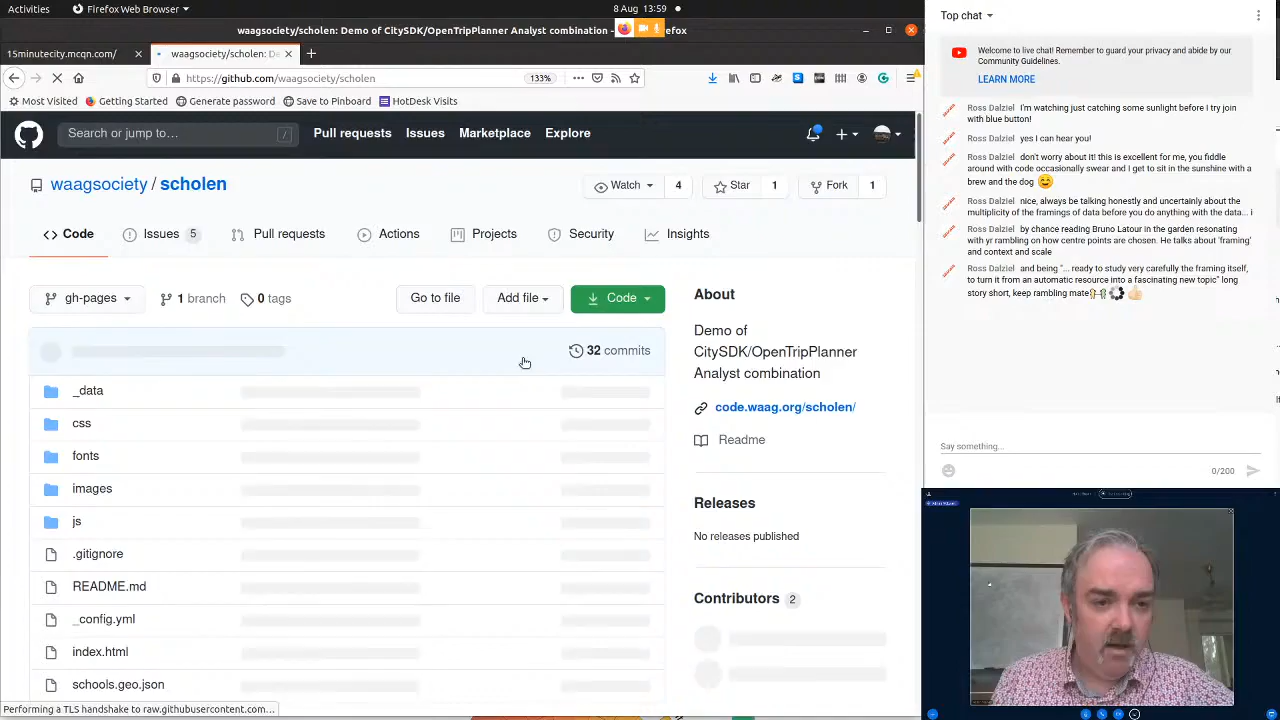 Activities
Firefox Web Browser
8 Aug 13:59
waagsociety/scholen: Demo of CitySDK/OpenTripPlanner Analyst combination -
efox
15minutecity.mcqn.com/
waagsociety/scholen: De
https://github.com/waagsociety/scholen
133%
Most Visited
Getting Started
Generate password
Save to Pinboard
HotDesk Visits
Search or jump to…
/
Pull requests
Issues
Marketplace
Explore
waagsociety / scholen
Watch
4
Star
1
Fork
1
Code
Issues
5
Pull requests
Actions
Projects
Security
Insights
gh-pages
1 branch
0 tags
Go to file
Add file
Code
32 commits
_data
css
fonts
images
js
.gitignore
README.md
_config.yml
index.html
schools.geo.json
About
Demo of
CitySDK/OpenTripPlanner
Analyst combination
code.waag.org/scholen/
Readme
Releases
No releases published
Contributors 2
Performing a TLS handshake to raw.githubusercontent.com…
Top chat
Welcome to live chat! Remember to guard your privacy and abide by our
Community Guidelines.
LEARN MORE
Ross Dalziel I'm watching just catching some sunlight before i try join
with blue button!
Ross Dalziel yes I can hear you!
Ross Dalziel don't worry about it! this is excellent for me, you fiddle
around with code occasionally swear and I get to sit in the sunshine with a
brew and the dog
Ross Dalziel nice, always be talking honestly and uncertainly about the
multiplicity of the framings of data before you do anything with the data... i
Ross Dalziel by chance reading Bruno Latour in the garden resonating
with yr rambling on how centre points are chosen. He talks about 'framing'
and context and scale
Ross Dalziel and being "... ready to study very carefully the framing itself,
to turn it from an automatic resource into a fascinating new topic" long
story short, keep rambling mate
Say something...
0/200